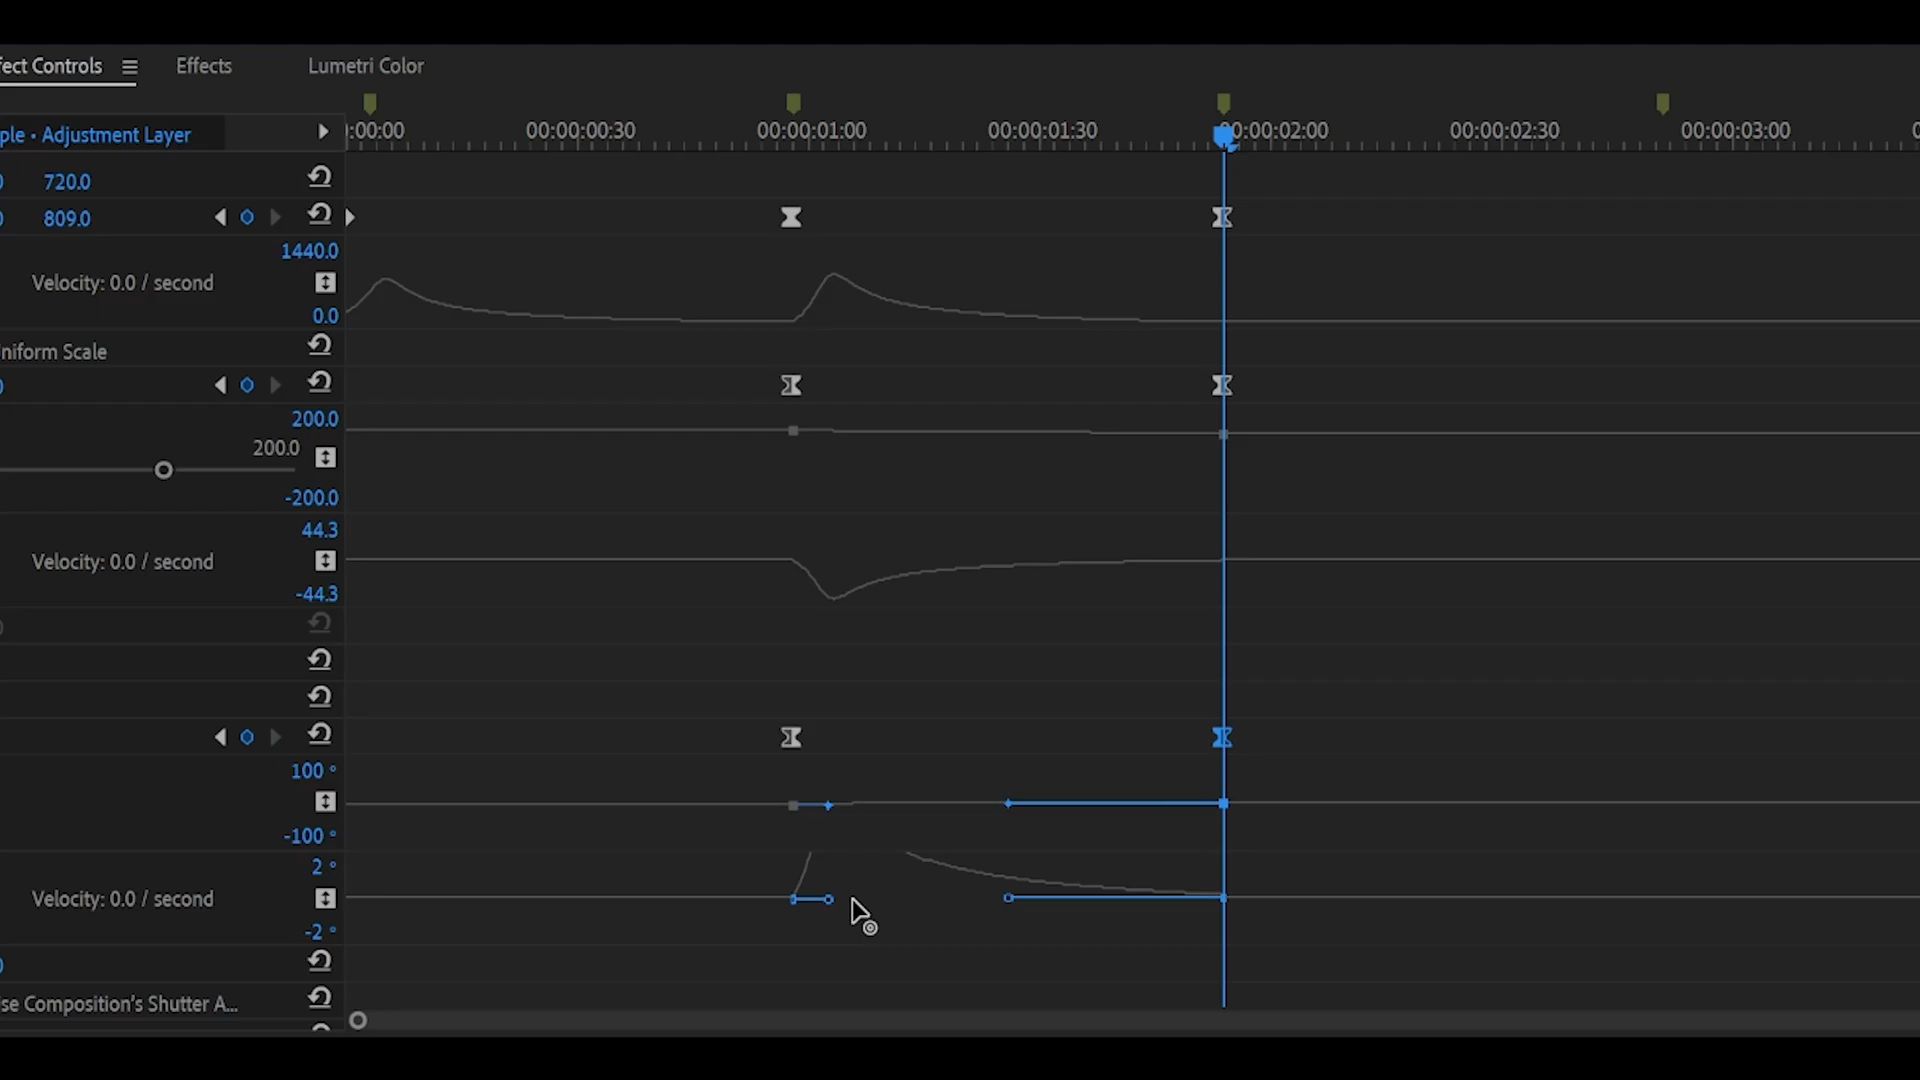 fect Controls Effects Lumetri Color
ple • Adjustment Layer :00:00 00:00:00:30 00:00:01:00 00:00:01:30 00:00:02:00 00:00:02:30 00:00:03:00
720.0
809.0
1440.0
Velocity: 0.0 / second
0.0
niform Scale
200.0
200.0
-200.0
44.3
Velocity: 0.0 / second
-44.3
100 °
-100 °
2 °
Velocity: 0.0 / second
-2 °
se Composition's Shutter A...